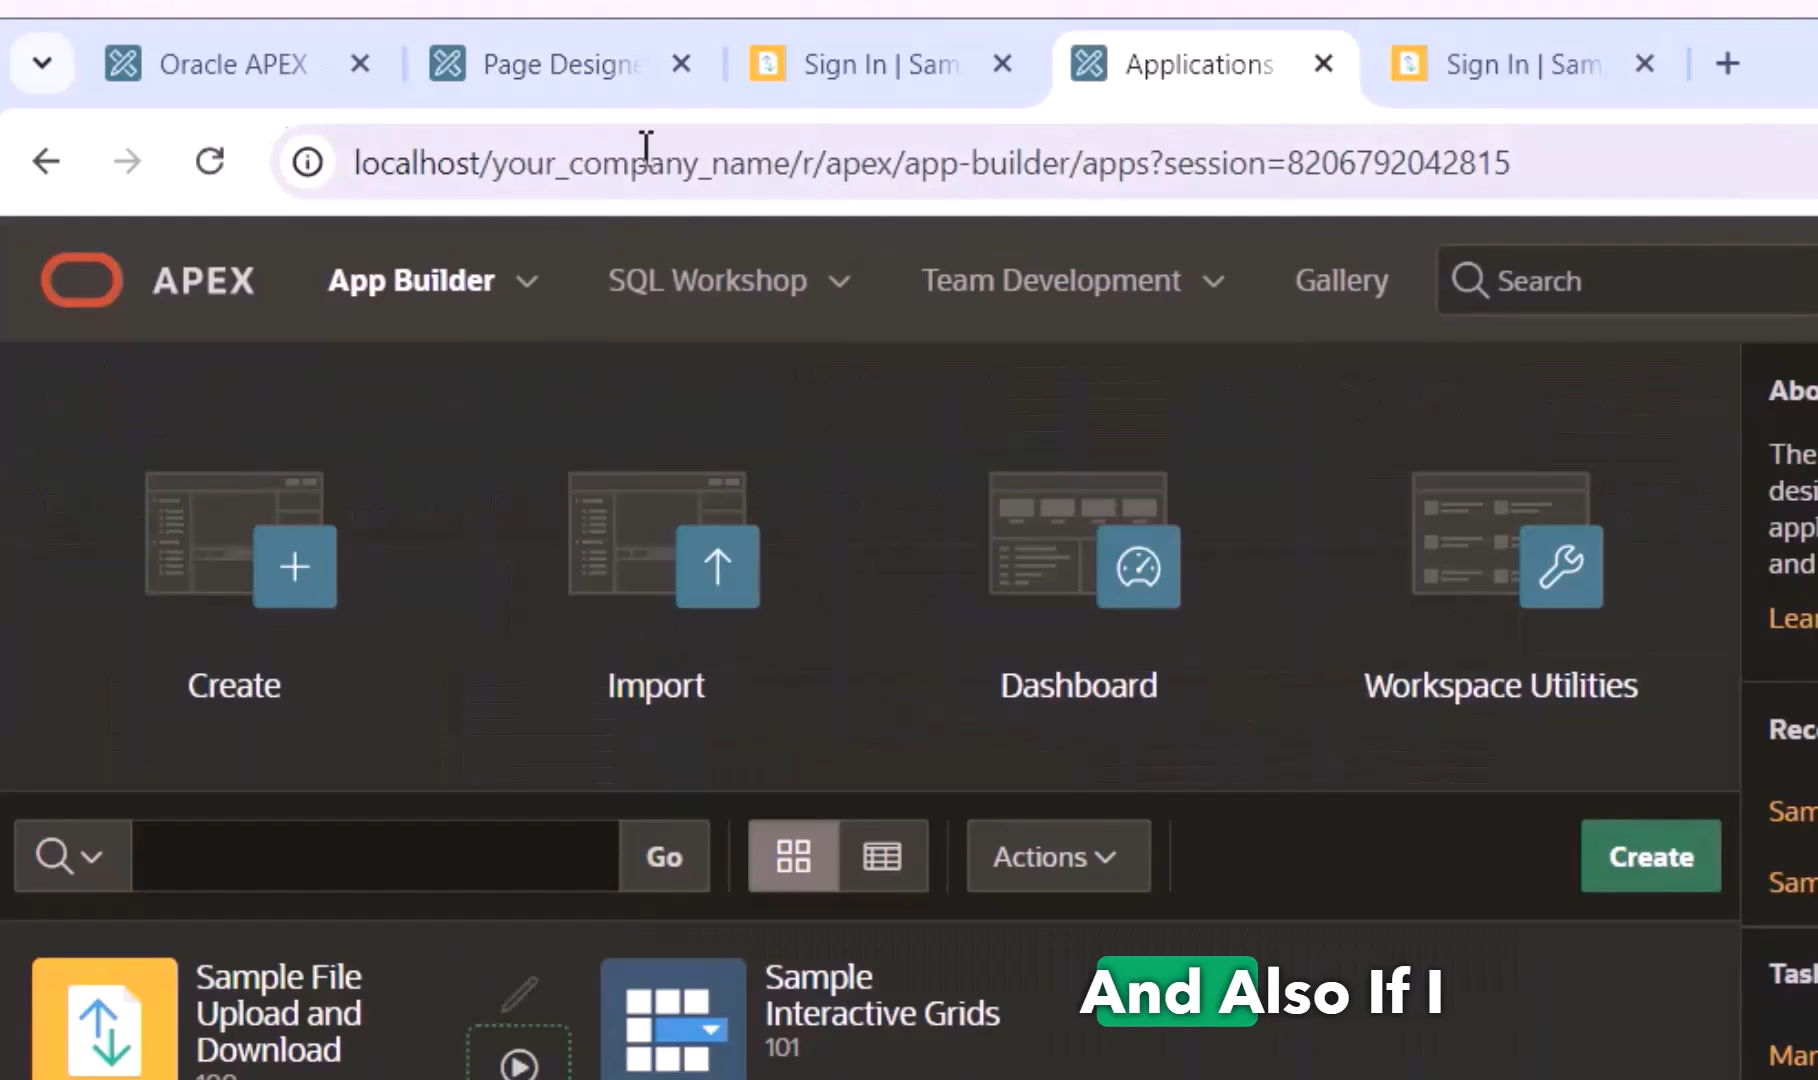 Oracle APEX
Page Designe
Sign In | Sam
Applications
Sign In | Sam
localhost/your_company_name/r/apex/app-builder/apps?session=8206792042815
APEX App Builder SQL Workshop Team Development Gallery Search
Abo
The
desi
appl
and
Lear
Create Import Dashboard Workspace Utilities
Rec
Sam
Sam
Go Actions Create
Sample File
Upload and
Download
Sample
Interactive Grids
101
And Also If I
Task
Man